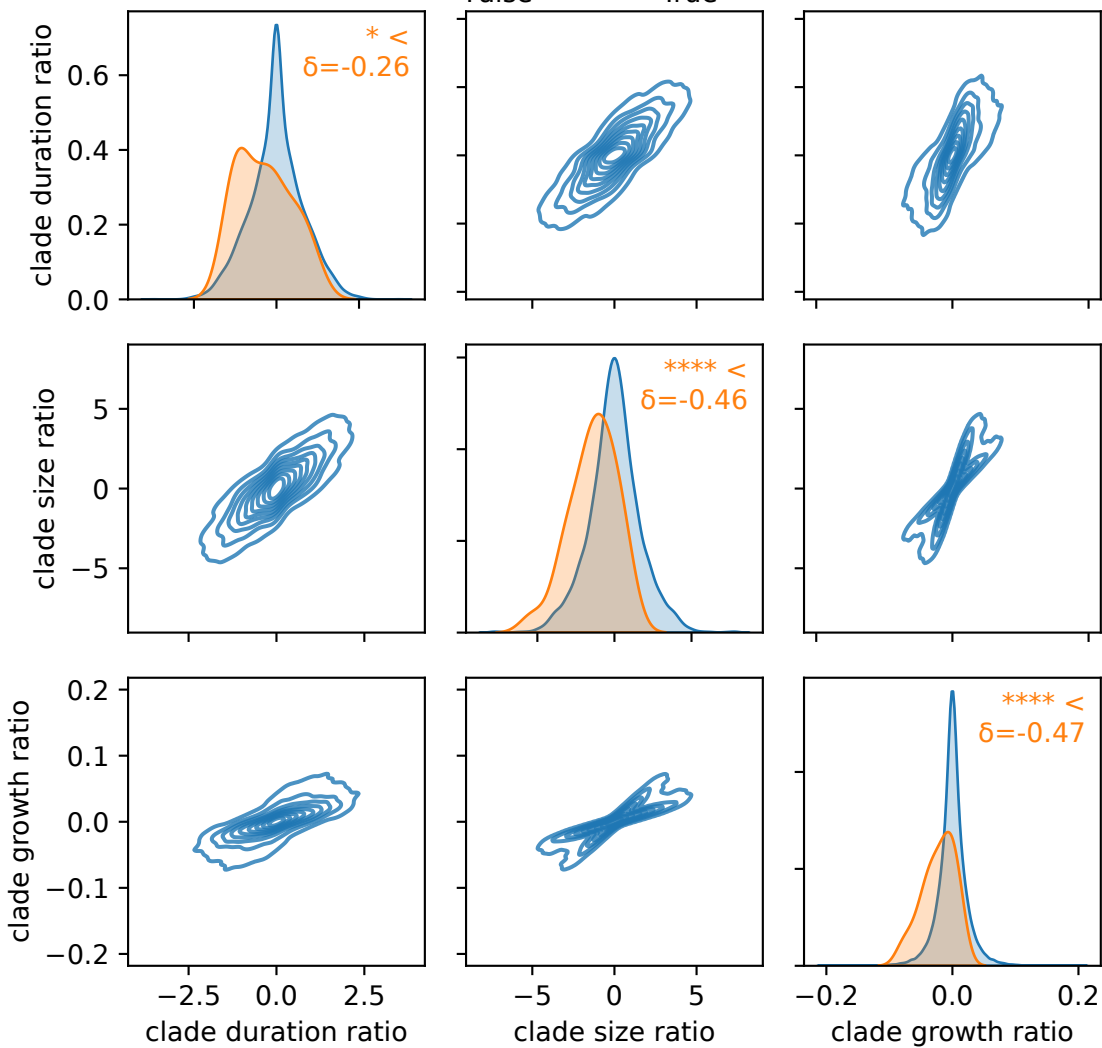 clade duration ratio
0.6
0.4
0.2
0.0
* <
δ=-0.26
clade size ratio
5
0
−5
**** <
δ=-0.46
clade growth ratio
0.2
0.1
0.0
−0.1
−0.2
**** <
δ=-0.47
−2.5 0.0 2.5
−5 0 5
−0.2 0.0 0.2
clade duration ratio
clade size ratio
clade growth ratio